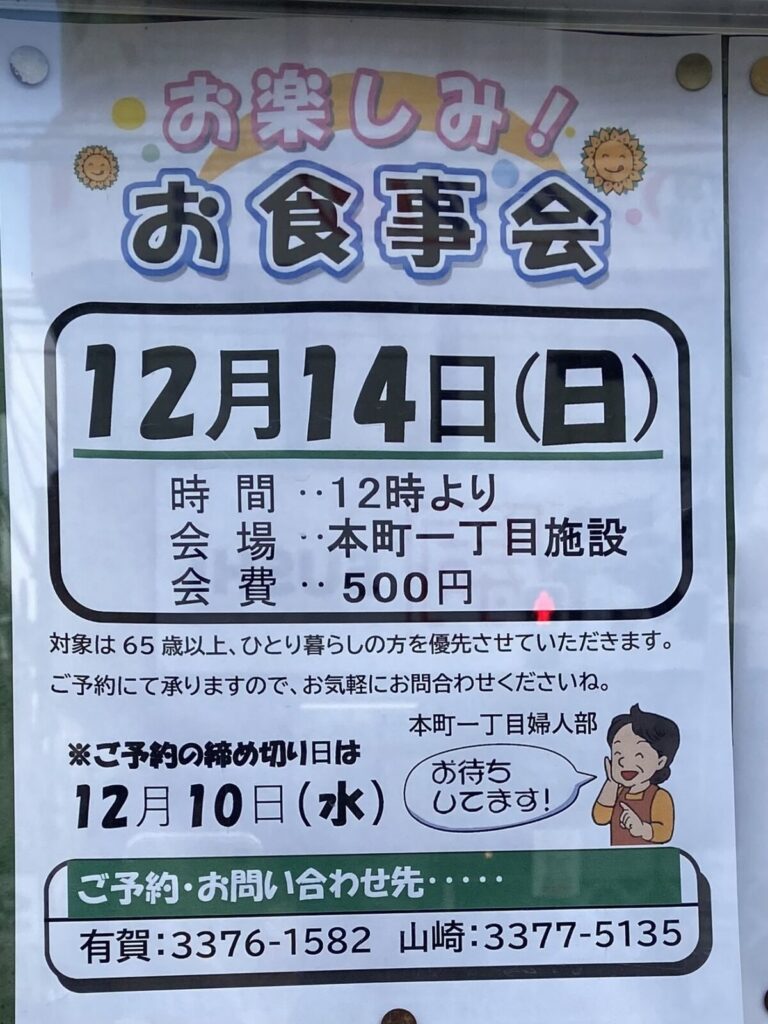 お楽しみ!
お食事会
12月14日(日)
時間‥12時より
会場‥本町一丁目施設
会費‥500円
対象は65歳以上、ひとり暮らしの方を優先させていただきます。
ご予約にて承りますので、お気軽にお問合わせくださいね。
本町一丁目婦人部
※ご予約の締め切り日は
12月10日(水)
お待ち
してます!
ご予約・お問い合わせ先‥‥‥
有賀:3376-1582 山崎:3377-5135